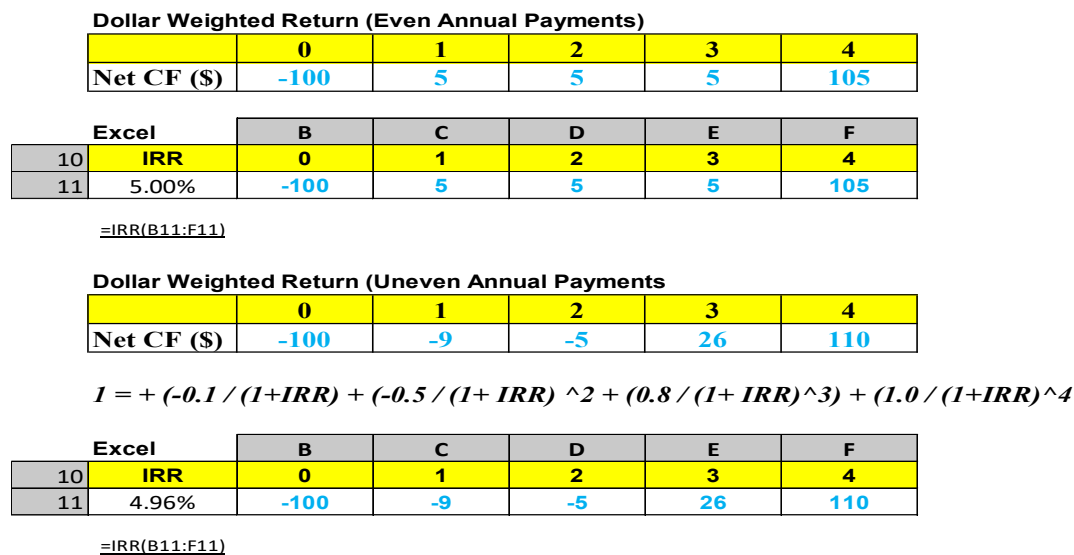 Dollar Weighted Return (Even Annual Payments)
0 1 2 3 4
Net CF ($) -100 5 5 5 105
Excel B C D E F
10 IRR 0 1 2 3 4
11 5.00% -100 5 5 5 105
=IRR(B11:F11)
Dollar Weighted Return (Uneven Annual Payments
0 1 2 3 4
Net CF ($) -100 -9 -5 26 110
1 = + (-0.1 / (1+IRR) + (-0.5 / (1+ IRR) ^2 + (0.8 / (1+ IRR)^3) + (1.0 / (1+IRR)^4
Excel B C D E F
10 IRR 0 1 2 3 4
11 4.96% -100 -9 -5 26 110
=IRR(B11:F11)